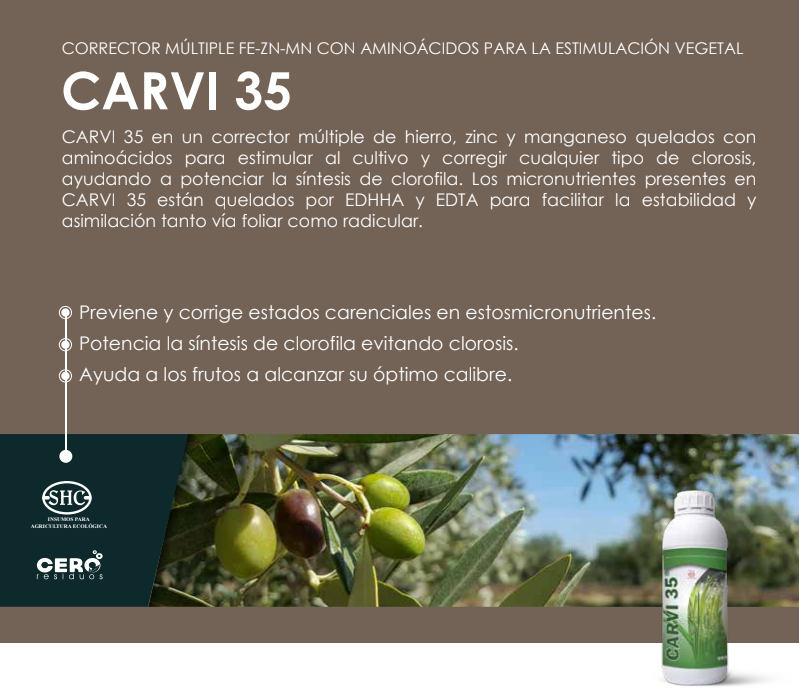 CORRECTOR MÚLTIPLE FE-ZN-MN CON AMINOÁCIDOS PARA LA ESTIMULACIÓN VEGETAL
CARVI 35
CARVI 35 en un corrector múltiple de hierro, zinc y manganeso quelados con
aminoácidos para estimular al cultivo y corregir cualquier tipo de clorosis,
ayudando a potenciar la síntesis de clorofila. Los micronutrientes presentes en
CARVI 35 están quelados por EDHHA y EDTA para facilitar la estabilidad y
asimilación tanto vía foliar como radicular.
Previene y corrige estados carenciales en estosmicronutrientes.
Potencia la síntesis de clorofila evitando clorosis.
Ayuda a los frutos a alcanzar su óptimo calibre.
SHC
INSUMOS PARA
AGRICULTURA ECOLÓGICA
CERO
residuos
CARVI 35